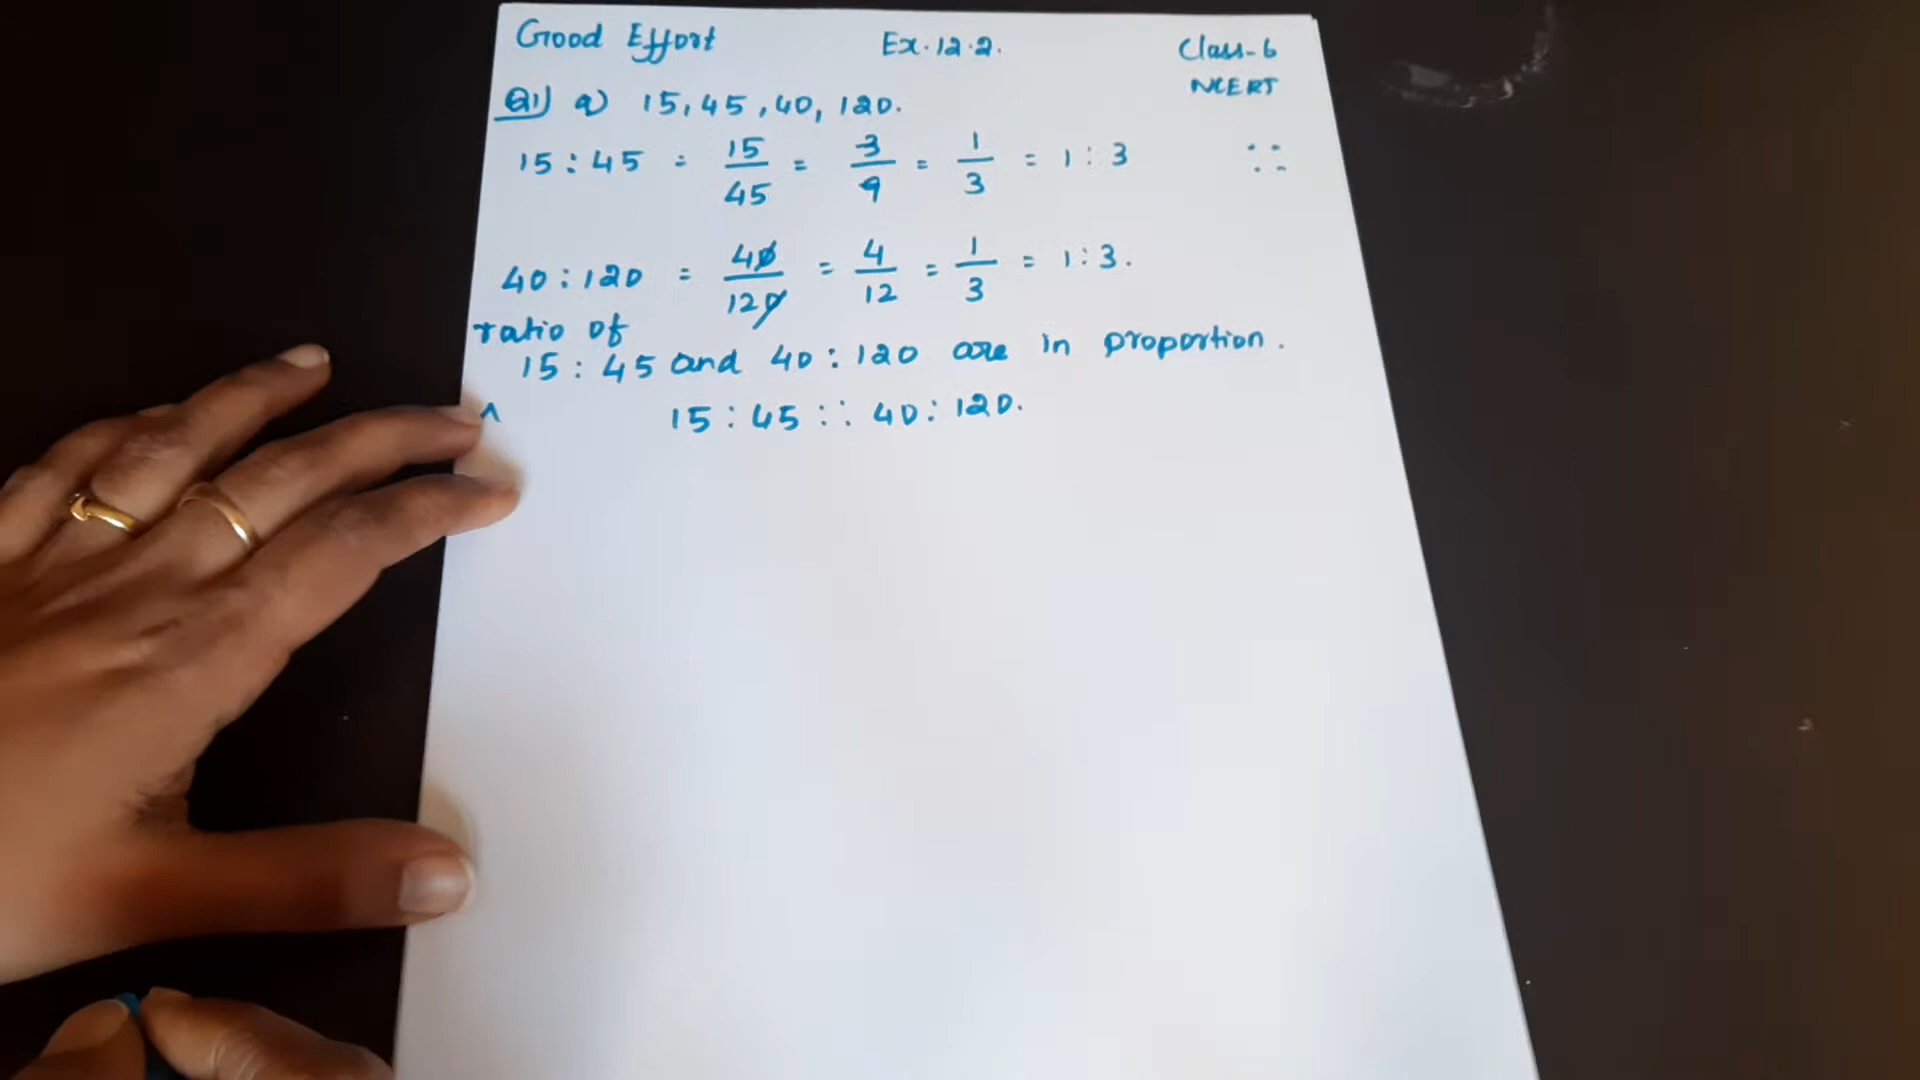 Good Effort Ex. 12.2. Class-6
NCERT
Q1) a) 15, 45, 40, 120.
15 : 45 = 15/45 = 3/9 = 1/3 = 1 : 3 ::
40 : 120 = 40/120 = 4/12 = 1/3 = 1 : 3.
ratio of
15 : 45 and 40 : 120 are in proportion.
^ 15 : 45 :: 40 : 120.